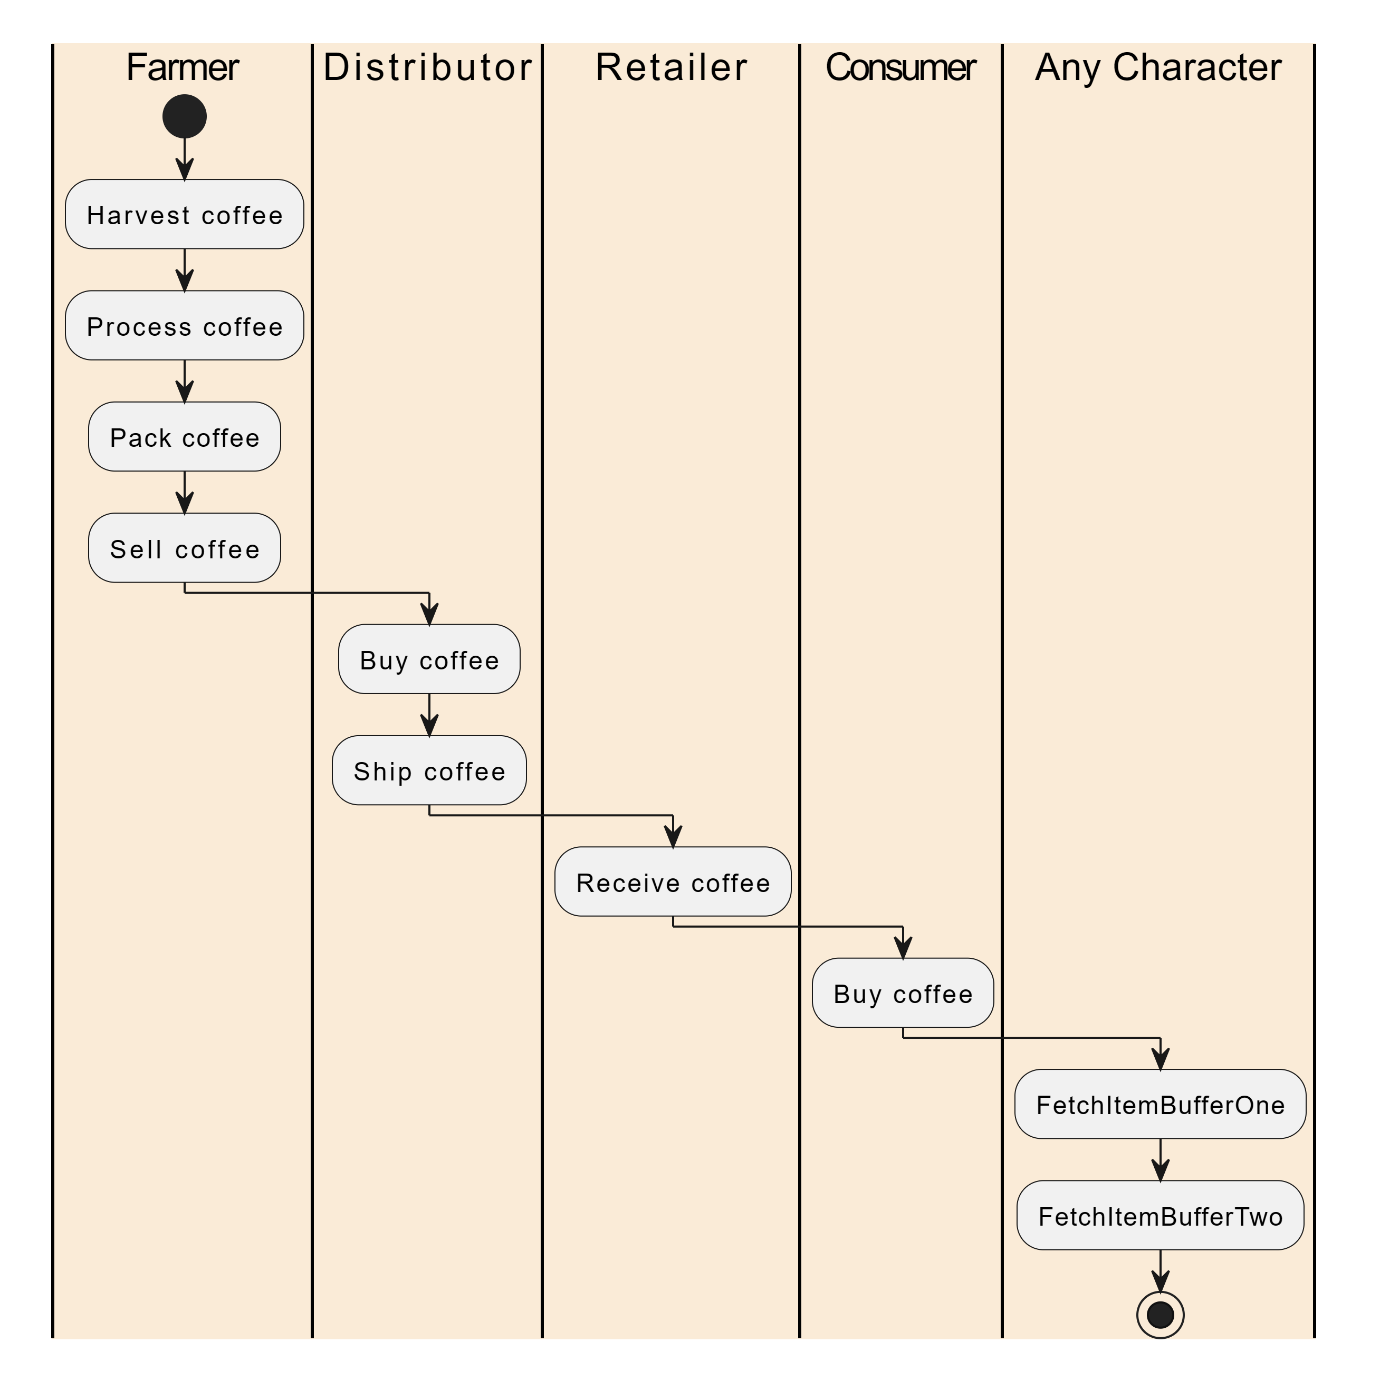 Farmer
Distributor
Retailer
Consumer
Any Character
Harvest coffee
Process coffee
Pack coffee
Sell coffee
Buy coffee
Ship coffee
Receive coffee
Buy coffee
FetchItemBufferOne
FetchItemBufferTwo